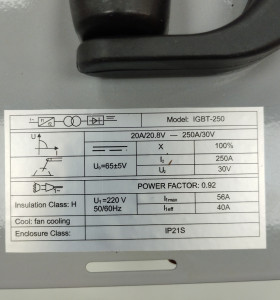 Model: IGBT-250
20A/20.8V — 250A/30V
U
I
U₀=65±5V
X
100%
I₂
250A
U₂
30V
POWER FACTOR: 0.92
Insulation Class: H
U₁=220 V
50/60Hz
I₁max
56A
I₁eff
40A
Cool: fan cooling
Enclosure Class:
IP21S